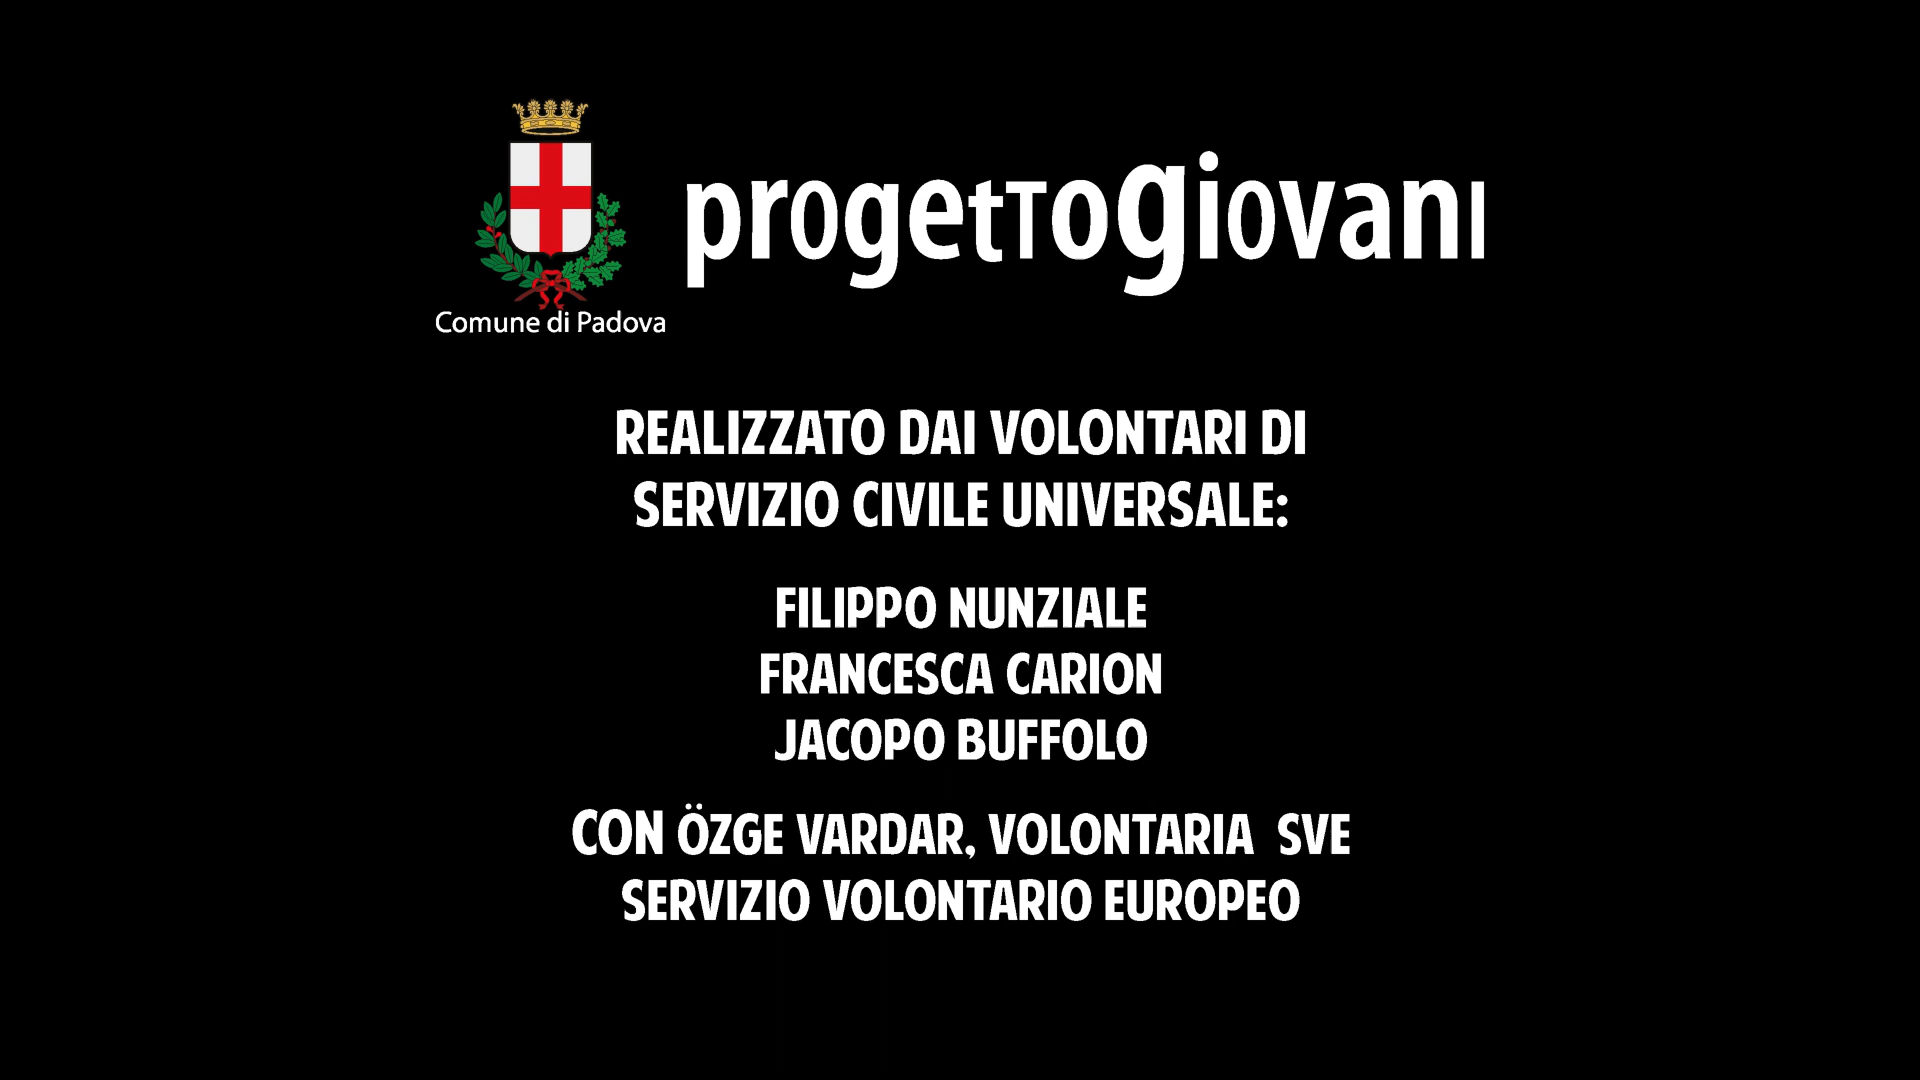 progettogiovani
Comune di Padova
REALIZZATO DAI VOLONTARI DI
SERVIZIO CIVILE UNIVERSALE:
FILIPPO NUNZIALE
FRANCESCA CARION
JACOPO BUFFOLO
CON ÖZGE VARDAR, VOLONTARIA SVE
SERVIZIO VOLONTARIO EUROPEO